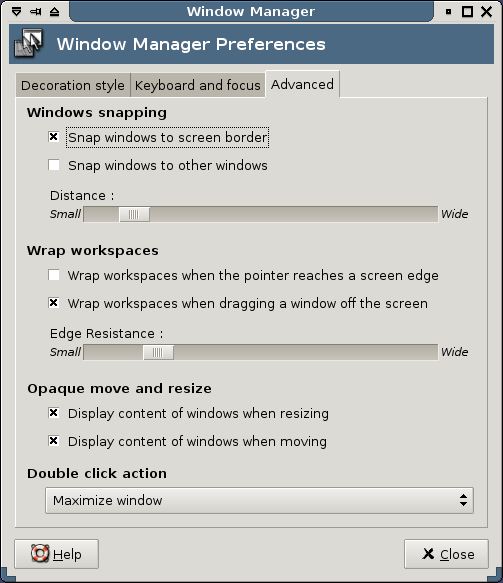 Window Manager
Window Manager Preferences
Decoration style Keyboard and focus Advanced
Windows snapping
Snap windows to screen border
Snap windows to other windows
Distance :
Small Wide
Wrap workspaces
Wrap workspaces when the pointer reaches a screen edge
Wrap workspaces when dragging a window off the screen
Edge Resistance :
Small Wide
Opaque move and resize
Display content of windows when resizing
Display content of windows when moving
Double click action
Maximize window
Help Close